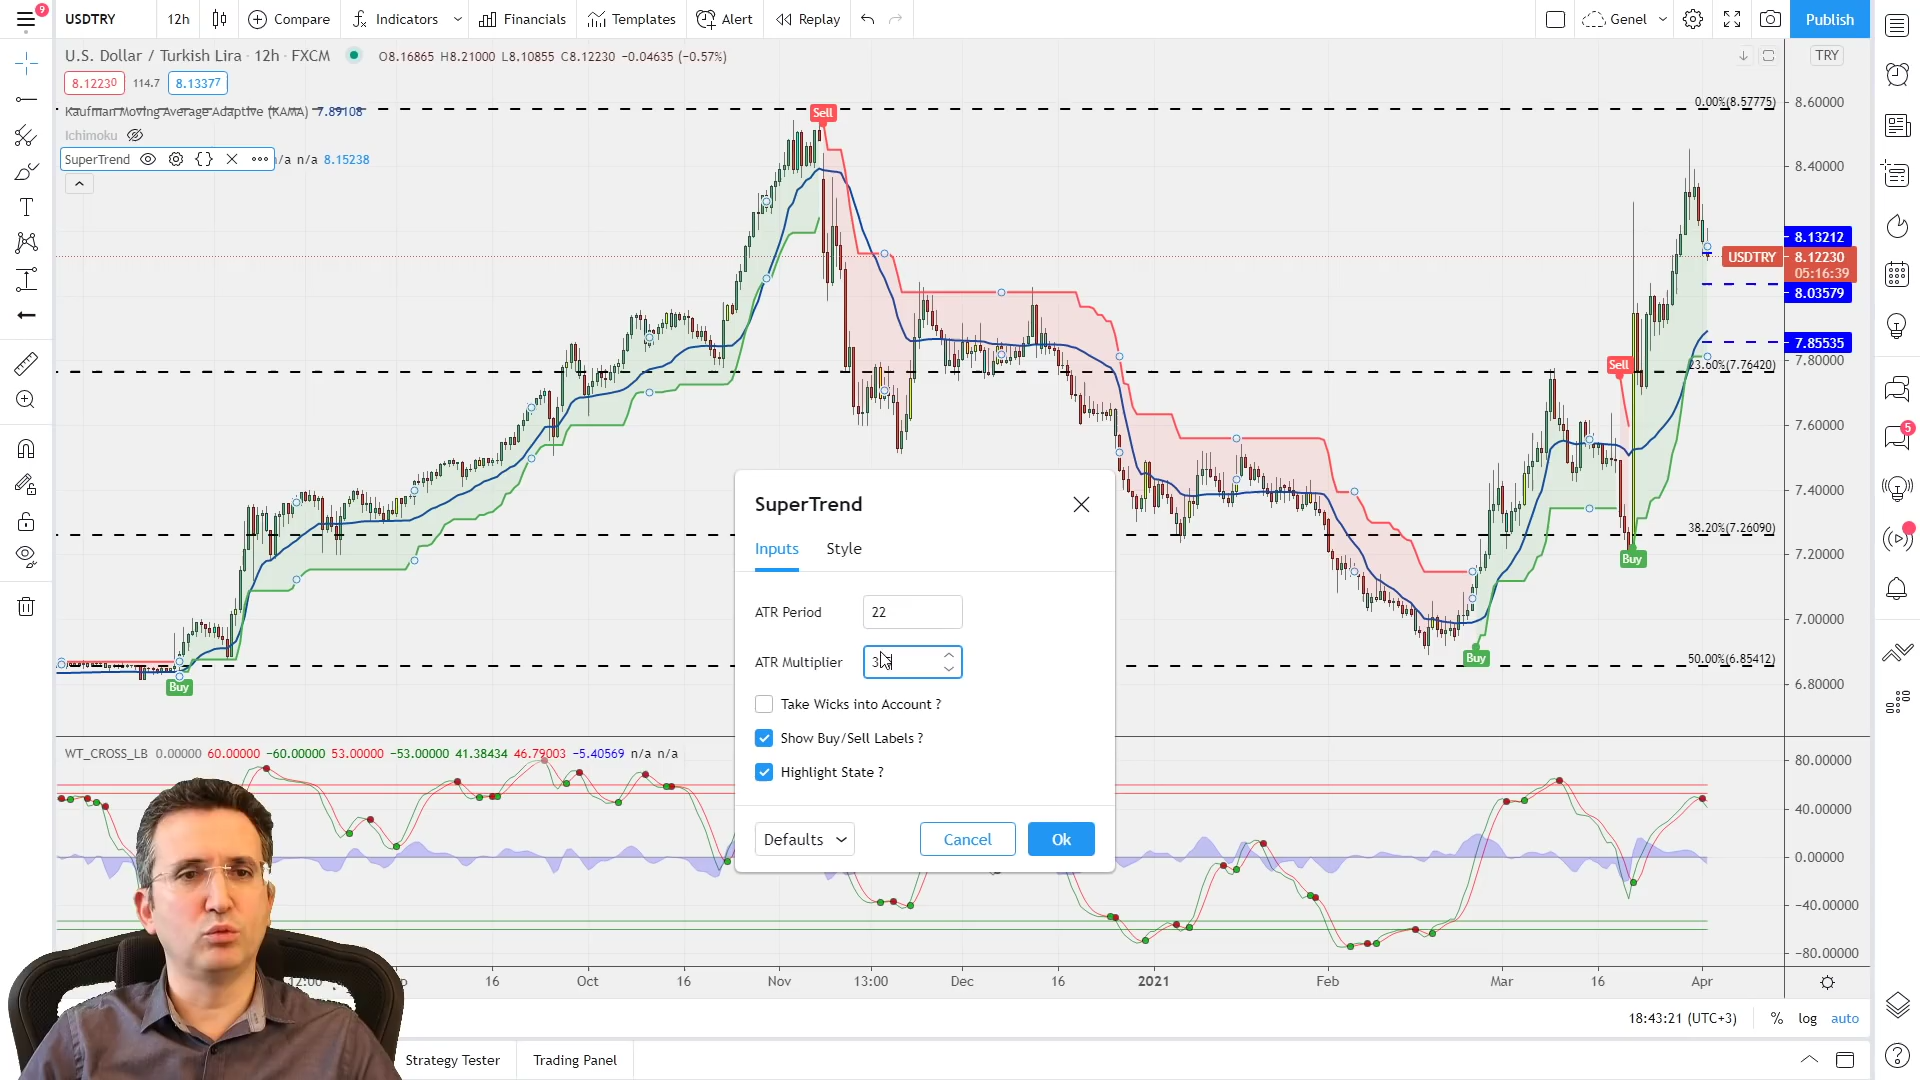 9
USDTRY 12h Compare Indicators Financials Templates Alert Replay Genel Publish
U.S. Dollar / Turkish Lira · 12h · FXCM O8.16865 H8.21000 L8.10855 C8.12230 −0.04635 (−0.57%) TRY
8.12230 114.7 8.13377
Kaufman Moving Average Adaptive (KAMA) 7.89108
Ichimoku
SuperTrend n/a 8.15238
0.00%(8.57775)
8.60000
Sell
8.40000
8.13212
USDTRY 8.12230
05:16:39
8.03579
7.85535
7.80000
Sell
23.60%(7.76420)
7.60000
7.40000
38.20%(7.26090)
7.20000
Buy
7.00000
Buy
50.00%(6.85412)
Buy
6.80000
SuperTrend
Inputs Style
ATR Period 22
ATR Multiplier
Take Wicks into Account ?
Show Buy/Sell Labels ?
Highlight State ?
Defaults Cancel Ok
WT_CROSS_LB 0.00000 60.00000 −60.00000 53.00000 −53.00000 41.38434 46.79003 −5.40569 n/a n/a
80.00000
40.00000
0.00000
−40.00000
−80.00000
5
16 Oct 16 Nov 13:00 Dec 16 2021 Feb Mar 16 Apr
18:43:21 (UTC+3) % log auto
Strategy Tester Trading Panel